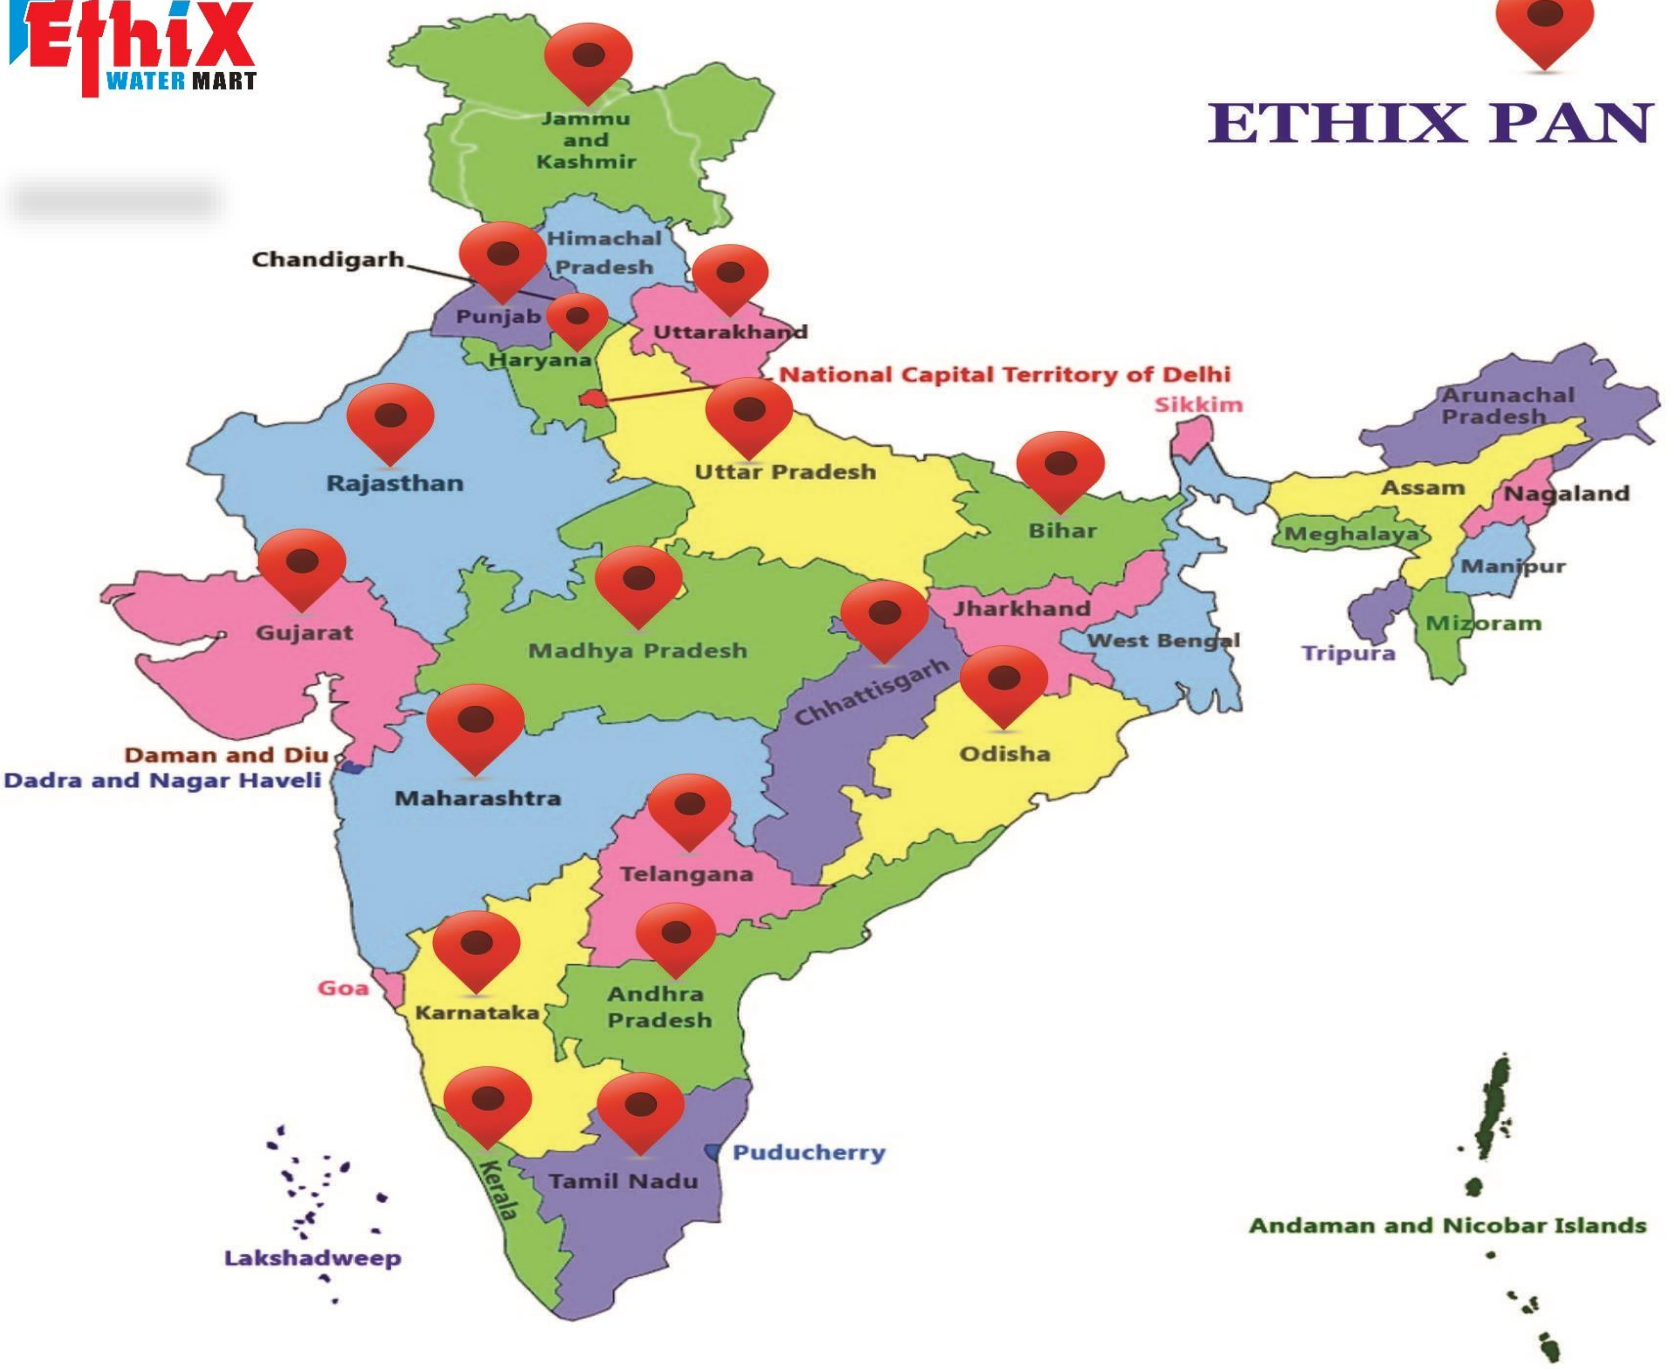 EthiX
WATER MART
ETHIX PAN
Jammu
and
Kashmir
Himachal
Pradesh
Chandigarh
Punjab
Uttarakhand
Haryana
National Capital Territory of Delhi
Sikkim
Arunachal
Pradesh
Rajasthan
Uttar Pradesh
Assam
Nagaland
Bihar
Meghalaya
Manipur
Gujarat
Jharkhand
Mizoram
Madhya Pradesh
West Bengal
Tripura
Chhattisgarh
Daman and Diu
Dadra and Nagar Haveli
Odisha
Maharashtra
Telangana
Goa
Andhra
Pradesh
Karnataka
Puducherry
Tamil Nadu
Kerala
Lakshadweep
Andaman and Nicobar Islands